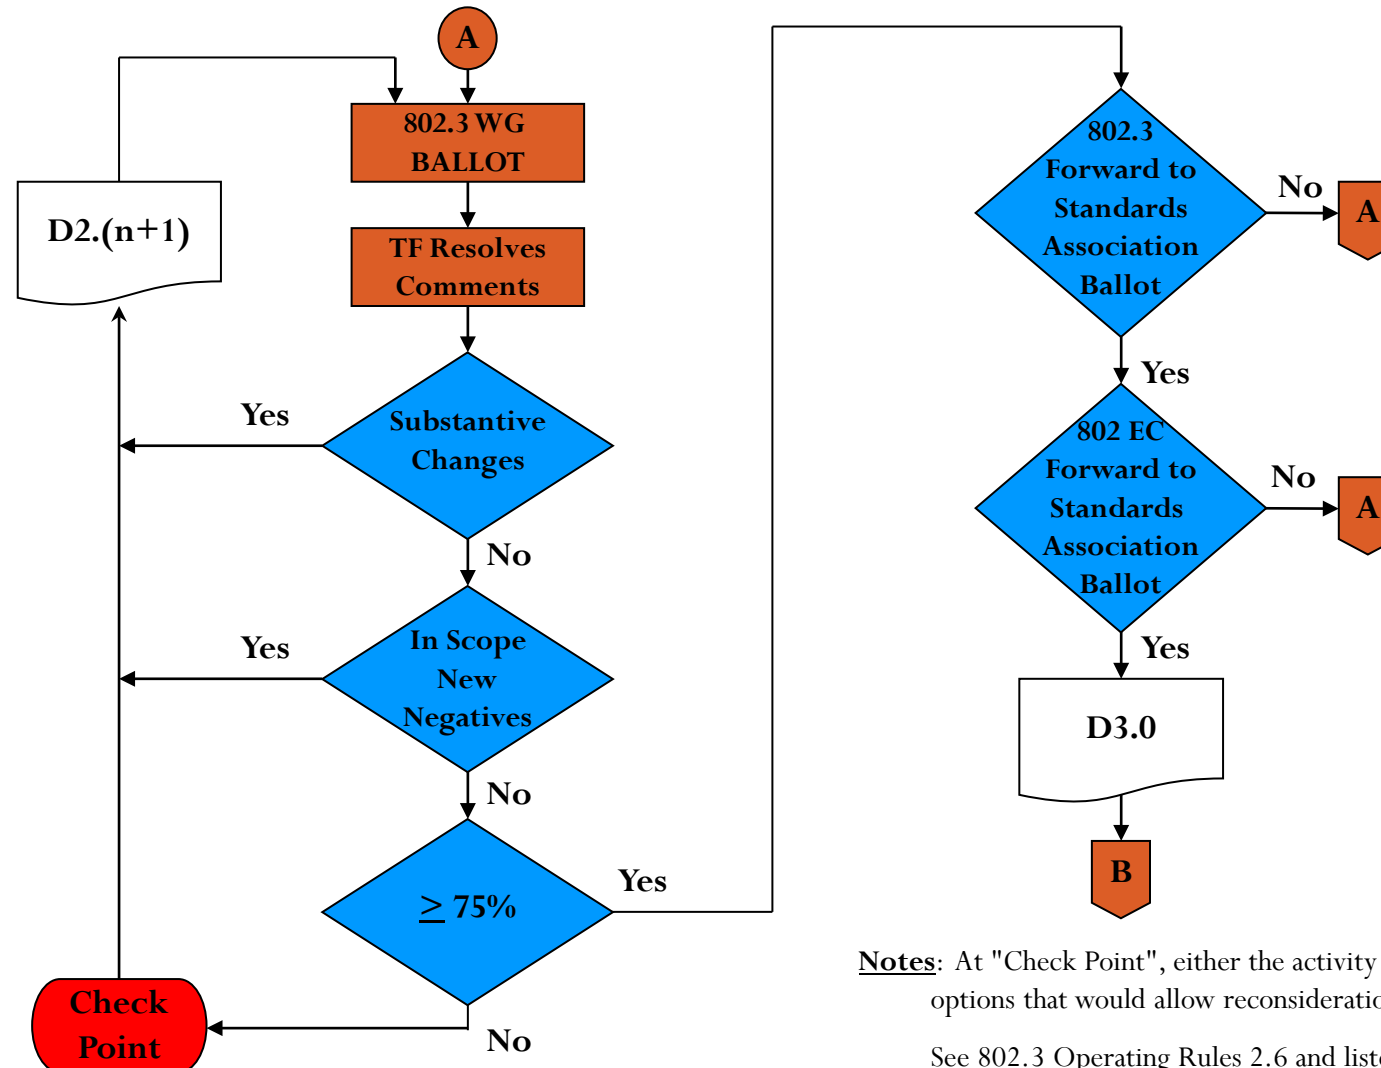 A
802.3 WG
BALLOT
D2.(n+1)
TF Resolves
Comments
Yes
Substantive
Changes
No
Yes
In Scope
New
Negatives
No
≥ 75%
Yes
No
Check
Point
802.3
Forward to
Standards
Association
Ballot
No
A
Yes
802 EC
Forward to
Standards
Association
Ballot
No
A
Yes
D3.0
B
Notes: At "Check Point", either the activity
options that would allow reconsideratio
See 802.3 Operating Rules 2.6 and liste